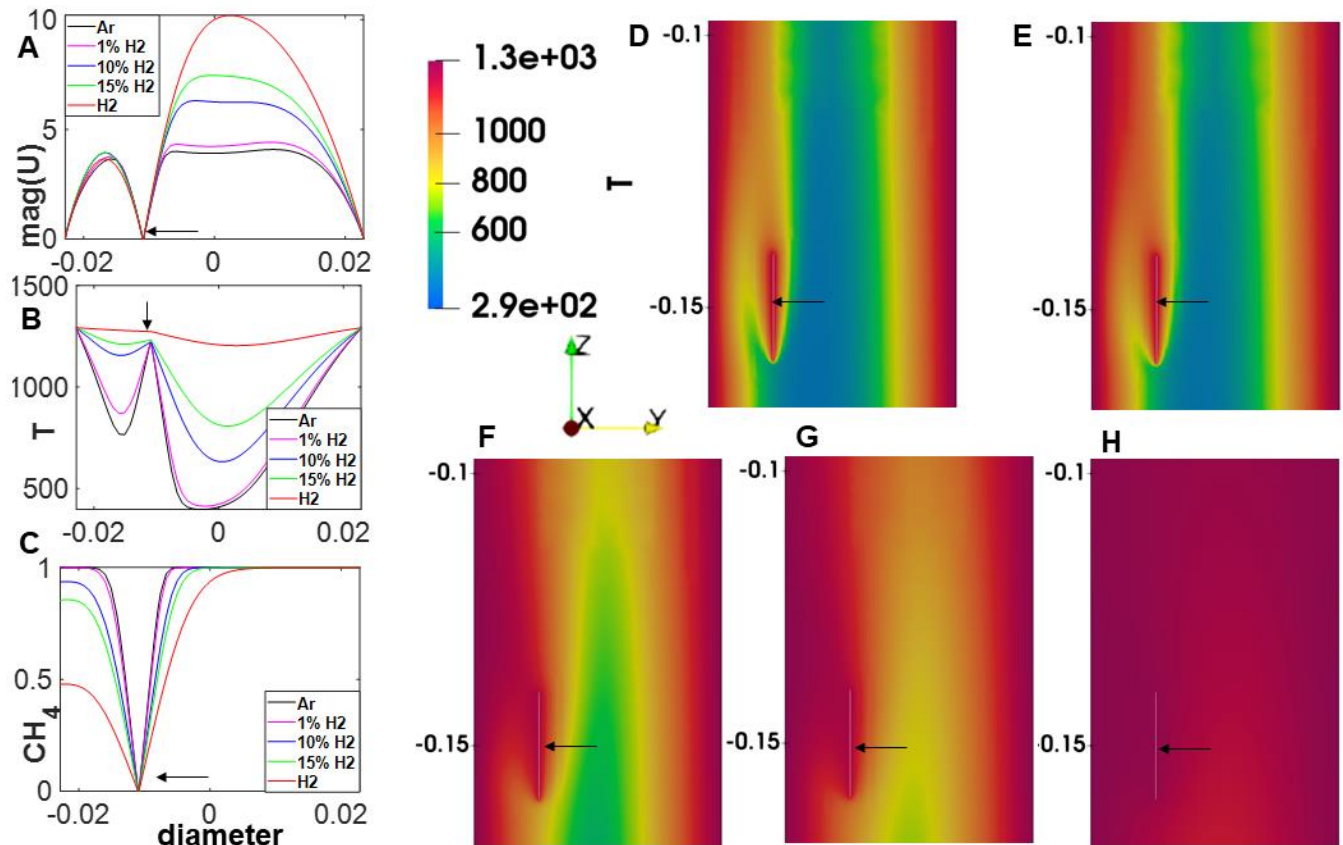 A
mag(U)
10
5
0
-0.02
0
0.02
Ar
1% H2
10% H2
15% H2
H2
B
T
1500
1000
500
-0.02
0
0.02
Ar
1% H2
10% H2
15% H2
H2
C
CH4
1
0.5
0
-0.02
0
0.02
diameter
Ar
1% H2
10% H2
15% H2
H2
1.3e+03
1000
800
600
2.9e+02
T
Z
X
Y
D
-0.1
-0.15
E
-0.1
-0.15
F
-0.1
-0.15
G
-0.1
-0.15
H
-0.1
-0.15